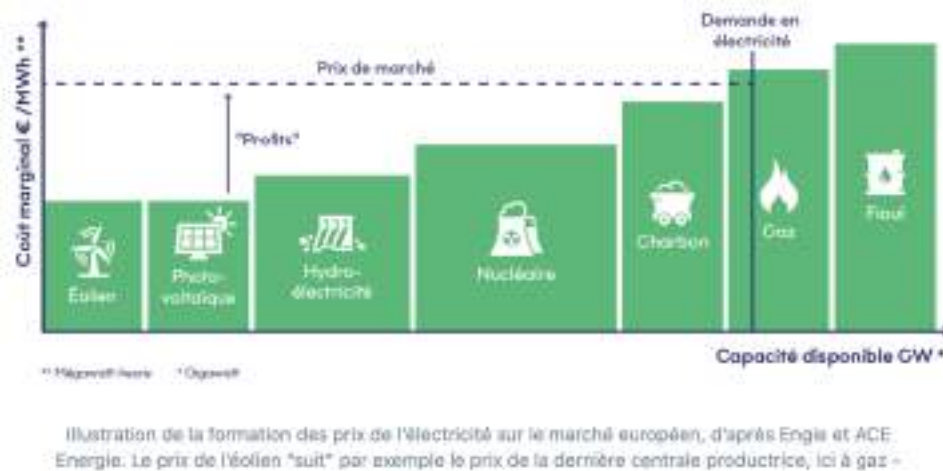 Demande en
électricité
Coût marginal € /MWh **
Prix de marché
"Profits"
Éolien
Photo-
voltaïque
Hydro-
électricité
Nucléaire
Charbon
Gaz
Fioul
Capacité disponible GW *
** Mégawatt-heure * Gigawatt
Illustration de la formation des prix de l'électricité sur le marché européen, d'après Engie et ACE
Energie. Le prix de l'éolien "suit" par exemple le prix de la dernière centrale productrice, ici à gaz –